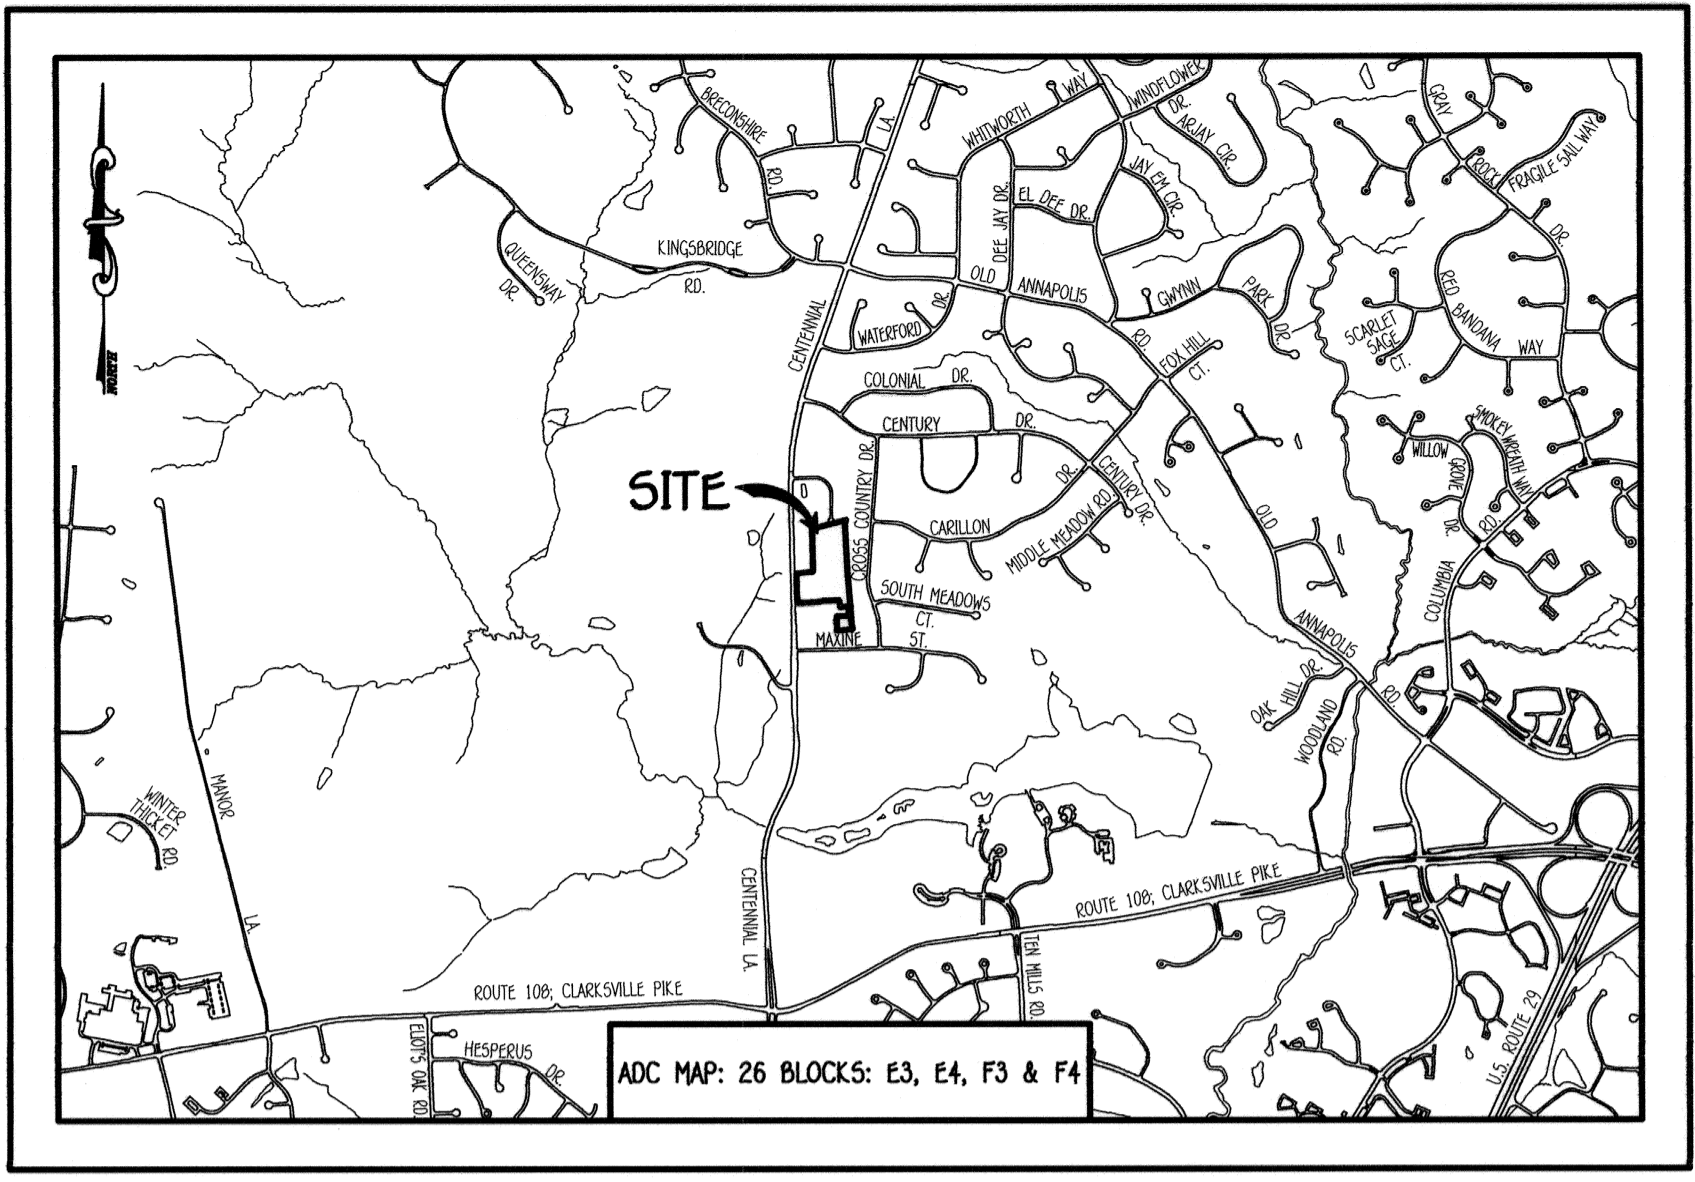 BRECONSHIRE
RD.
LA.
WHITWORTH
WAY
WINDFLOWER
DR.
ARJAY CIR.
JAY EM CIR.
EL DEE DR.
DEE JAY DR.
GRAY
ROCK
DR.
FRAGILE SAIL WAY
KINGSBRIDGE
RD.
QUEENSWAY
DR.
OLD
ANNAPOLIS
RD.
GWYNN
PARK
DR.
RED
BANDANA
WAY
SCARLET
SAGE
CT.
CENTENNIAL
WATERFORD
DR.
FOX HILL
CT.
COLONIAL DR.
CENTURY
DR.
CENTURY DR.
SMOKEY WREATH WAY
WILLOW
GROVE
DR.
NORTH
SITE
CROSS COUNTRY DR.
CARILLON
DR.
MIDDLE MEADOW RD.
OLD
RD.
COLUMBIA
SOUTH MEADOWS
CT.
MAXINE
ST.
ANNAPOLIS
RD.
OAK HILL DR.
WOODLAND
RD.
MANOR
LA.
WINTER
THICKET
RD.
CENTENNIAL LA.
ROUTE 108; CLARKSVILLE PIKE
TEN MILLS RD.
ROUTE 108; CLARKSVILLE PIKE
U.S. ROUTE 29
ELIOT'S OAK RD.
HESPERUS
DR.
ADC MAP: 26 BLOCKS: E3, E4, F3 & F4